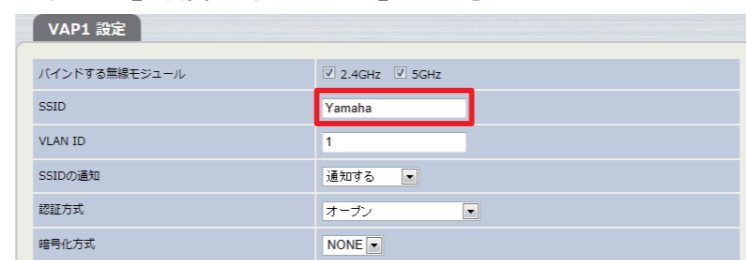 VAP1 設定
バインドする無線モジュール 2.4GHz 5GHz
SSID Yamaha
VLAN ID 1
SSIDの通知 通知する
認証方式 オープン
暗号化方式 NONE